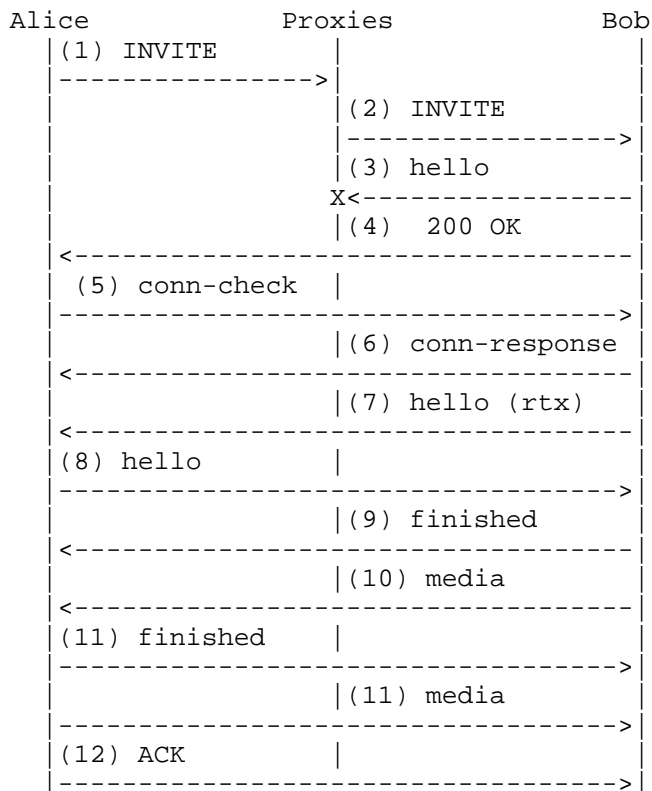 Alice Proxies Bob
|(1) INVITE | |
|---------------->| |
| |(2) INVITE |
| |----------------->|
| |(3) hello |
| X<-----------------|
| |(4) 200 OK |
|<-----------------------------------|
| (5) conn-check | |
|----------------------------------->|
| |(6) conn-response |
|<-----------------------------------|
| |(7) hello (rtx) |
|<-----------------------------------|
|(8) hello | |
|----------------------------------->|
| |(9) finished |
|<-----------------------------------|
| |(10) media |
|<-----------------------------------|
|(11) finished | |
|----------------------------------->|
| |(11) media |
|----------------------------------->|
|(12) ACK | |
|----------------------------------->|